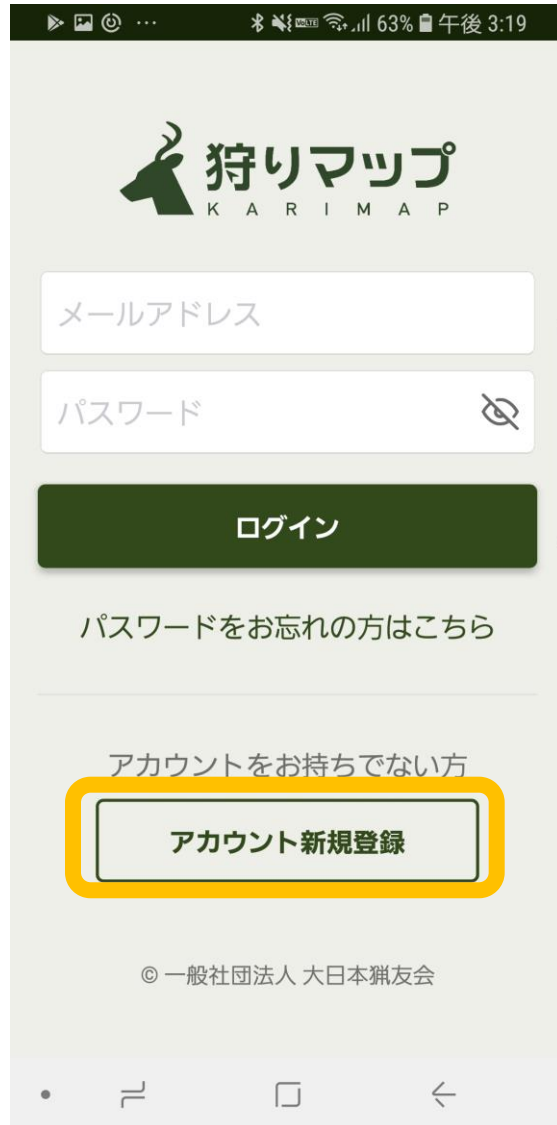 63% 午後 3:19
狩りマップ
KARIMAP
メールアドレス
パスワード
ログイン
パスワードをお忘れの方はこちら
アカウントをお持ちでない方
アカウント新規登録
© 一般社団法人 大日本猟友会